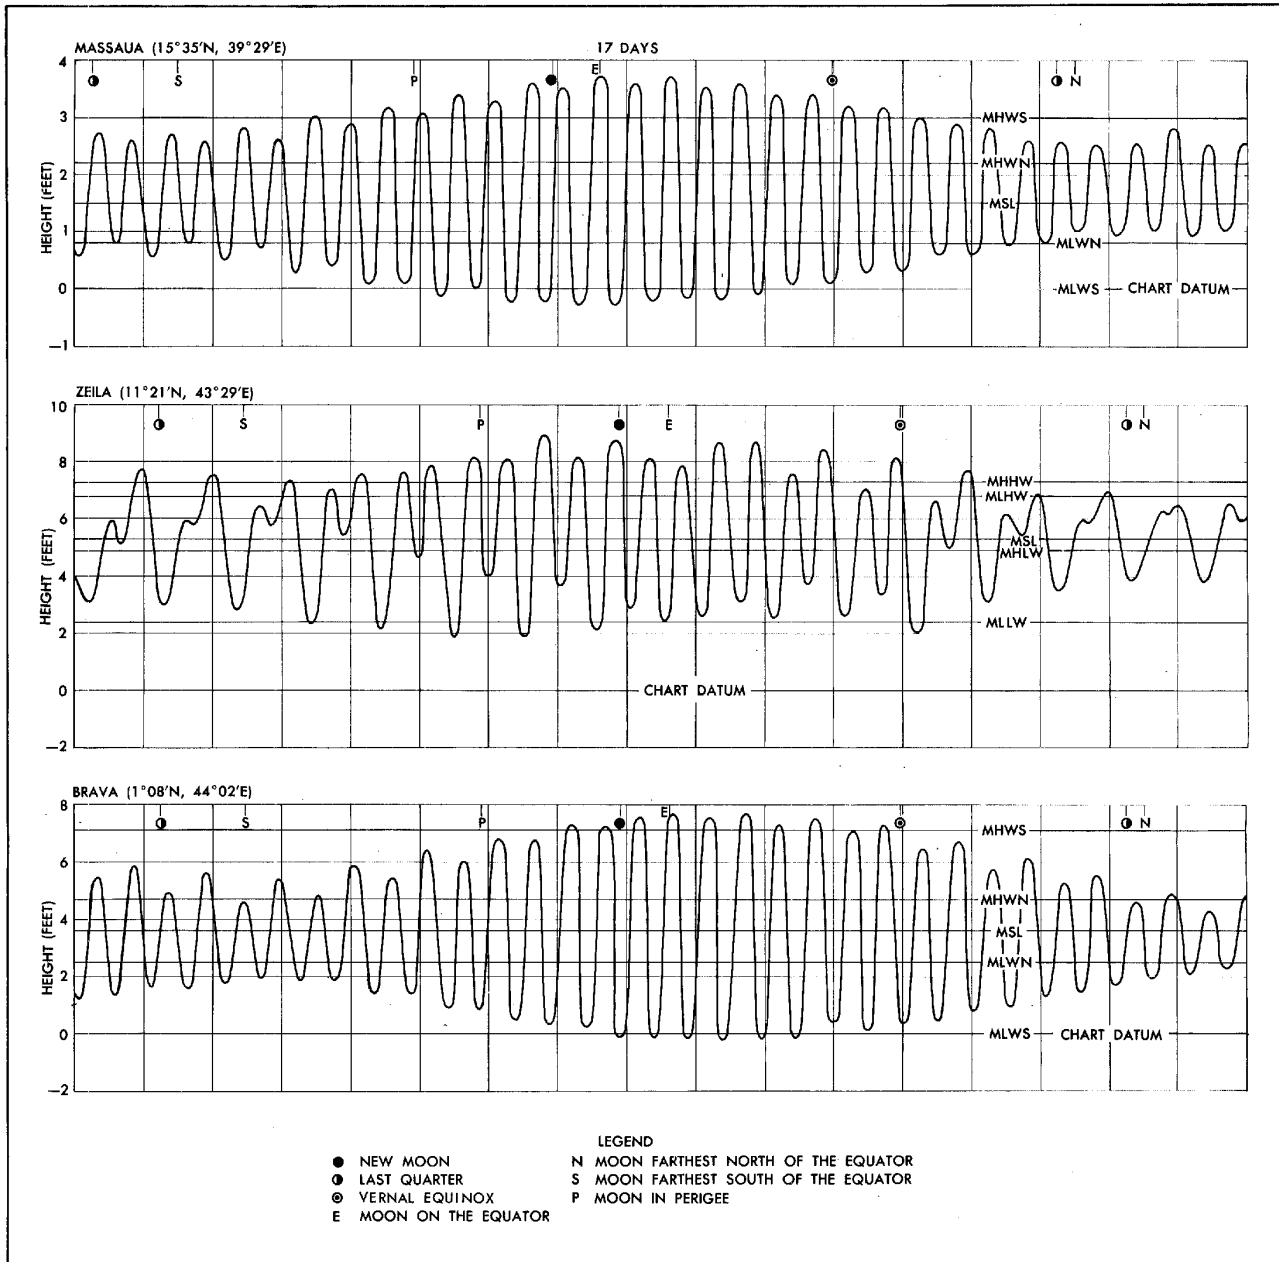 MASSAUA (15°35'N, 39°29'E) 17 DAYS
HEIGHT (FEET)
4
3
2
1
0
—1
S P E N
MHWS
MHWN
MSL
MLWN
MLWS CHART DATUM
ZEILA (11°21'N, 43°29'E)
HEIGHT (FEET)
10
8
6
4
2
0
—2
S P E N
MHHW
MLHW
MSL
MHLW
MLLW
CHART DATUM
BRAVA (1°08'N, 44°02'E)
HEIGHT (FEET)
8
6
4
2
0
—2
S P E N
MHWS
MHWN
MSL
MLWN
MLWS CHART DATUM
LEGEND
NEW MOON
LAST QUARTER
VERNAL EQUINOX
E MOON ON THE EQUATOR
N MOON FARTHEST NORTH OF THE EQUATOR
S MOON FARTHEST SOUTH OF THE EQUATOR
P MOON IN PERIGEE